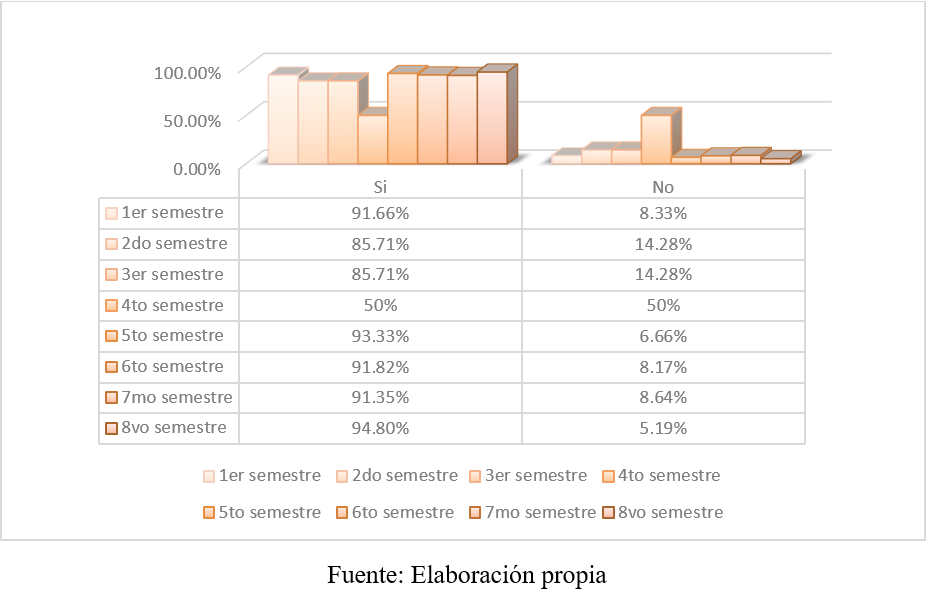 100.00%
50.00%
0.00%
Si No
1er semestre 91.66% 8.33%
2do semestre 85.71% 14.28%
3er semestre 85.71% 14.28%
4to semestre 50% 50%
5to semestre 93.33% 6.66%
6to semestre 91.82% 8.17%
7mo semestre 91.35% 8.64%
8vo semestre 94.80% 5.19%
1er semestre 2do semestre 3er semestre 4to semestre
5to semestre 6to semestre 7mo semestre 8vo semestre
Fuente: Elaboración propia